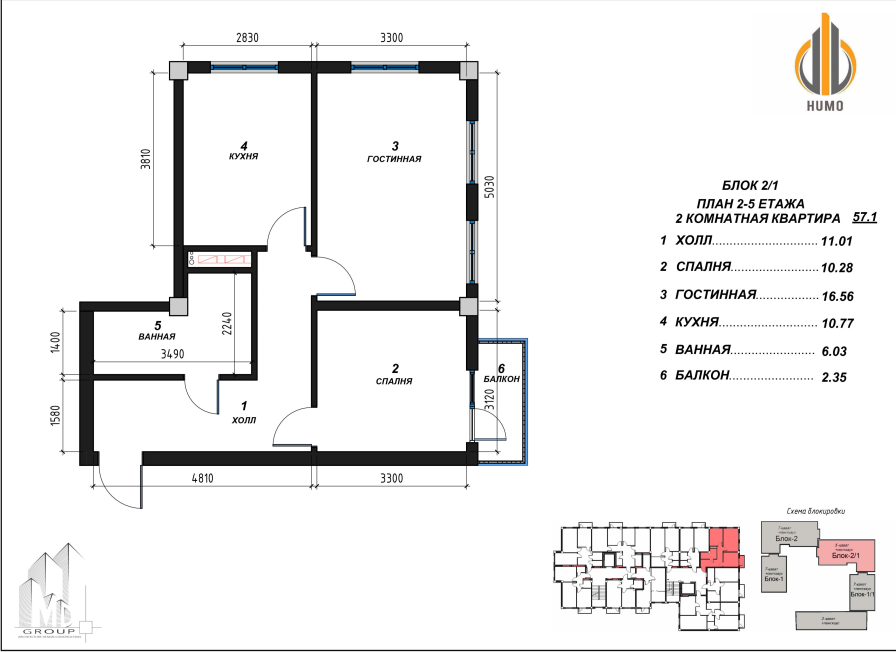 2830
3300
HUMO
3810
4
КУХНЯ
3
ГОСТИННАЯ
5030
БЛОК 2/1
ПЛАН 2-5 ЕТАЖА
2 КОМНАТНАЯ КВАРТИРА 57.1
1 ХОЛЛ........................... 11.01
2 СПАЛНЯ...................... 10.28
3 ГОСТИННАЯ............... 16.56
4 КУХНЯ......................... 10.77
5 ВАННАЯ...................... 6.03
6 БАЛКОН...................... 2.35
1400
5
ВАННАЯ
3490
2240
2
СПАЛНЯ
6
БАЛКОН
3120
1580
1
ХОЛЛ
4810
3300
Схема блокировки
Блок-2
Блок-2/1
Блок-1
Блок-1/1
MD
GROUP